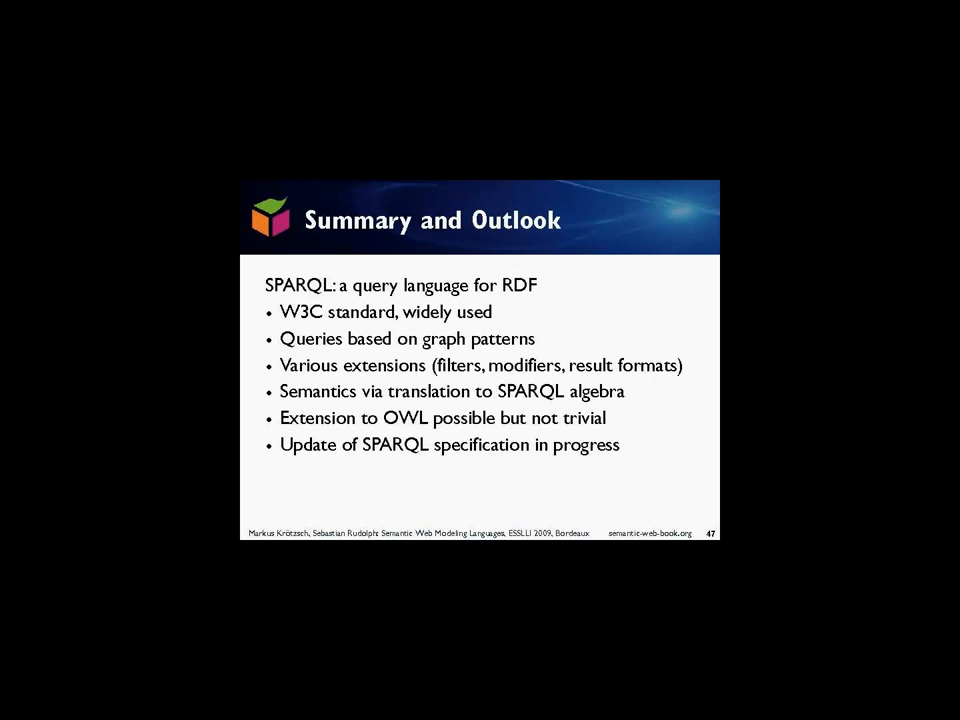 Summary and Outlook
SPARQL: a query language for RDF
• W3C standard, widely used
• Queries based on graph patterns
• Various extensions (filters, modifiers, result formats)
• Semantics via translation to SPARQL algebra
• Extension to OWL possible but not trivial
• Update of SPARQL specification in progress
Markus Krötzsch, Sebastian Rudolph: Semantic Web Modeling Languages, ESSLLI 2009, Bordeaux semantic-web-book.org 47